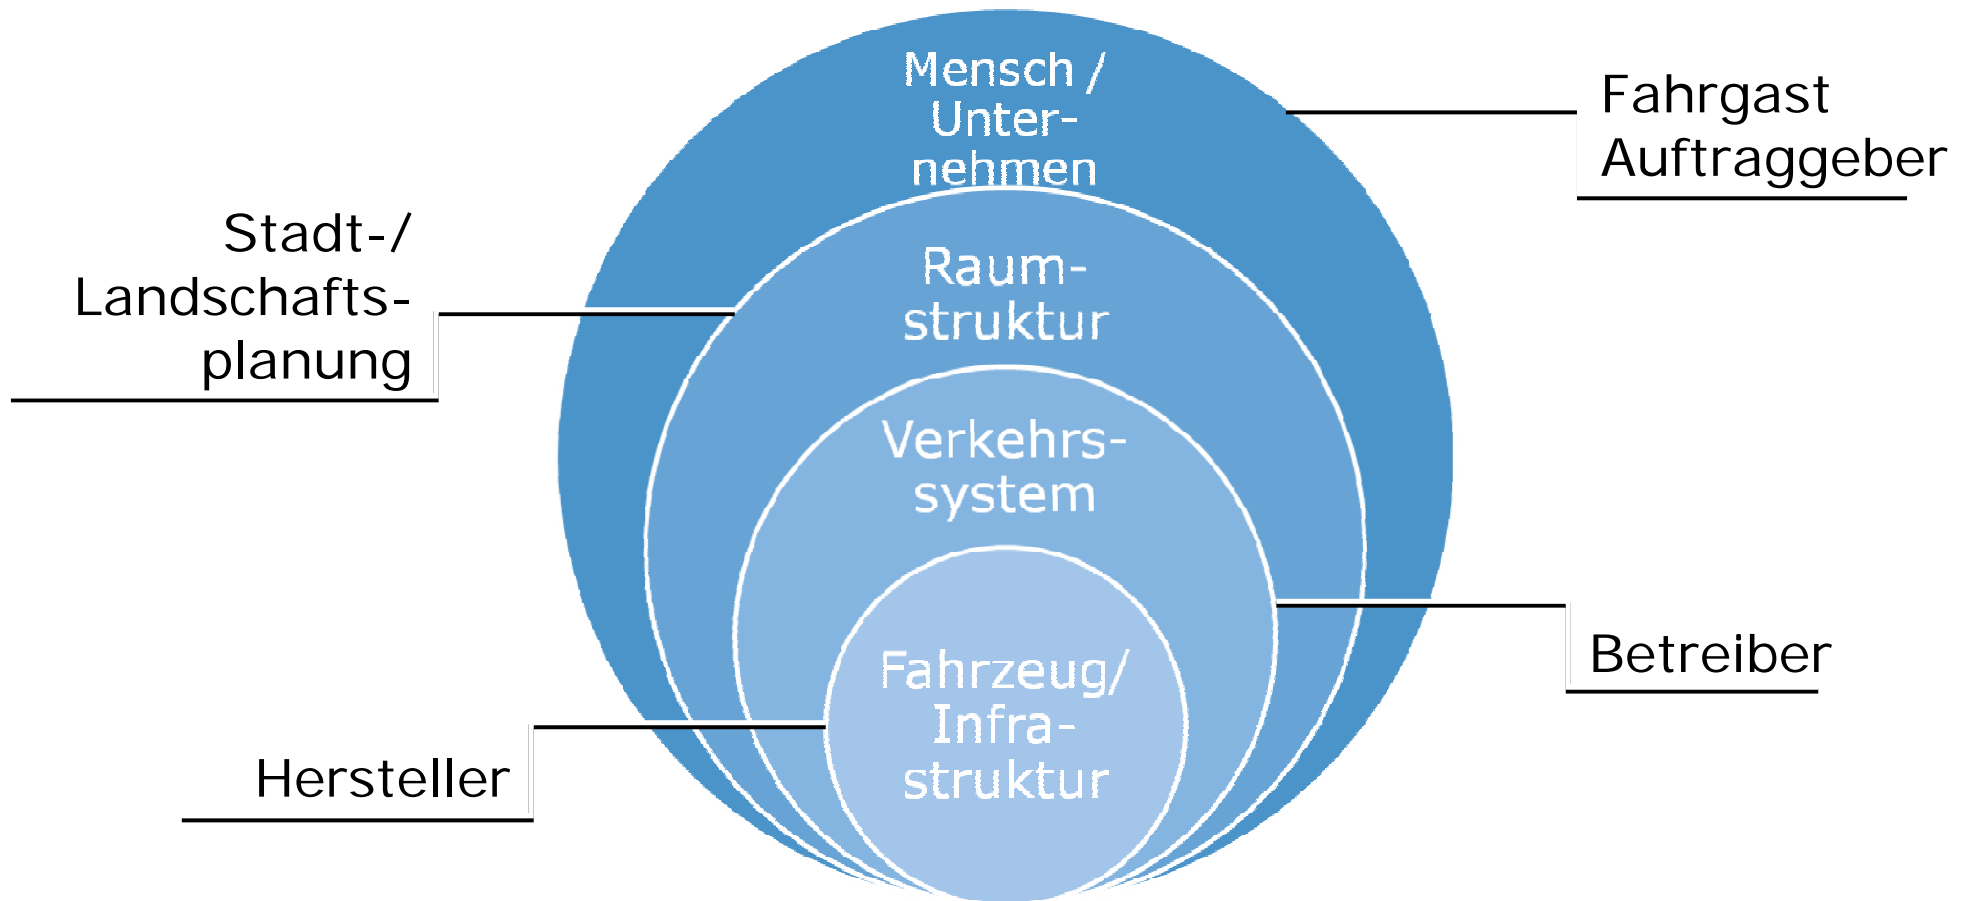 Mensch /
Unter-
nehmen
Fahrgast
Auftraggeber
Stadt-/
Landschafts-
planung
Raum-
struktur
Verkehrs-
system
Betreiber
Fahrzeug/
Infra-
struktur
Hersteller